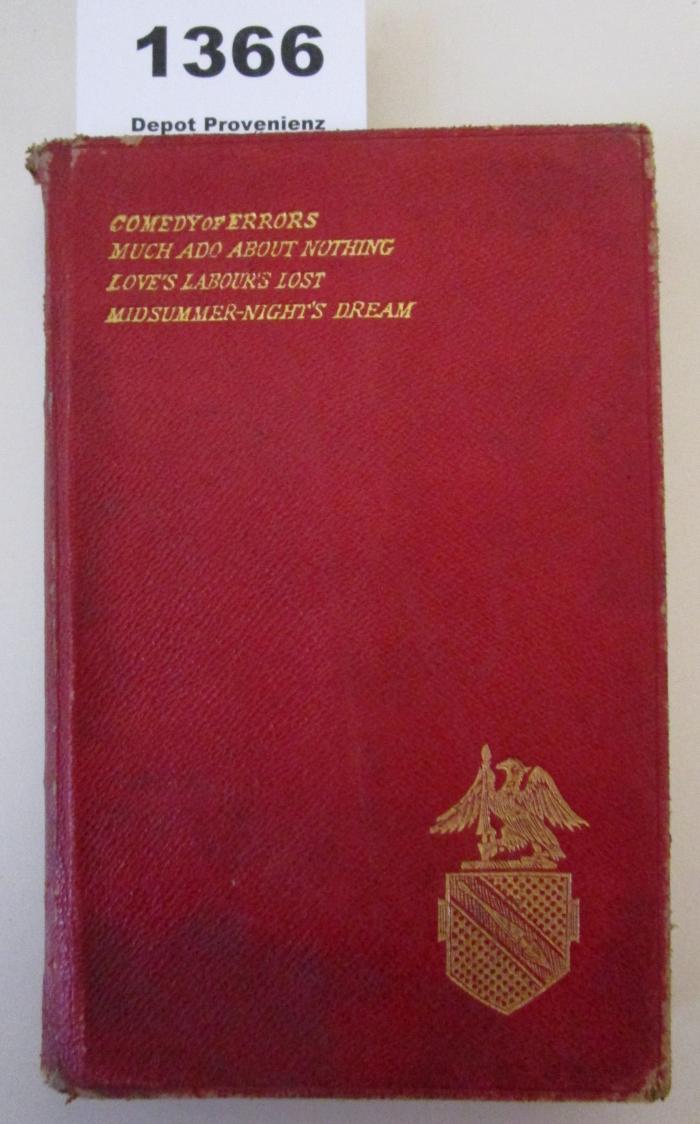 1366
Depot Provenienz
COMEDY OF ERRORS
MUCH ADO ABOUT NOTHING
LOVE'S LABOUR'S LOST
MIDSUMMER-NIGHT'S DREAM